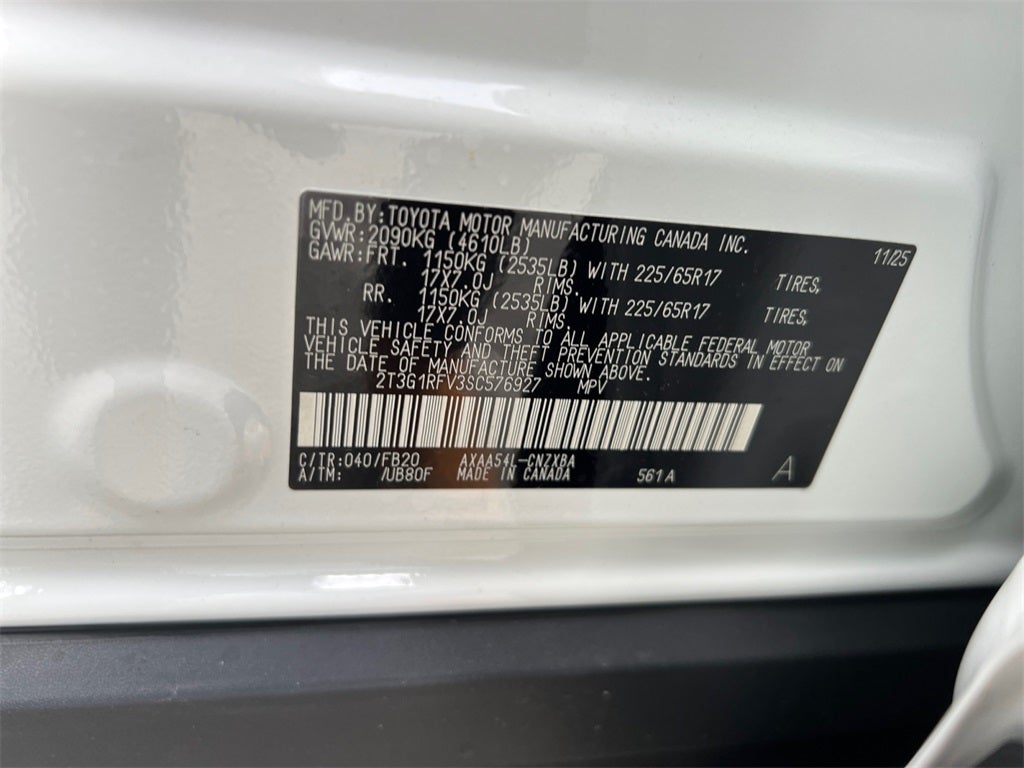 MFD.BY:TOYOTA MOTOR MANUFACTURING CANADA INC. 11/25
GVWR:2090KG (4610LB)
GAWR:FRT. 1150KG (2535LB) WITH 225/65R17 TIRES,
17X7.0J RIMS.
RR. 1150KG (2535LB) WITH 225/65R17 TIRES,
17X7.0J RIMS.
THIS VEHICLE CONFORMS TO ALL APPLICABLE FEDERAL MOTOR
VEHICLE SAFETY AND THEFT PREVENTION STANDARDS IN EFFECT ON
THE DATE OF MANUFACTURE SHOWN ABOVE.
2T3G1RFV3SC576927 MPV
C/TR:040/FB20 AXAA54L-CNZXBA
A/TM: /UB80F MADE IN CANADA 561A A